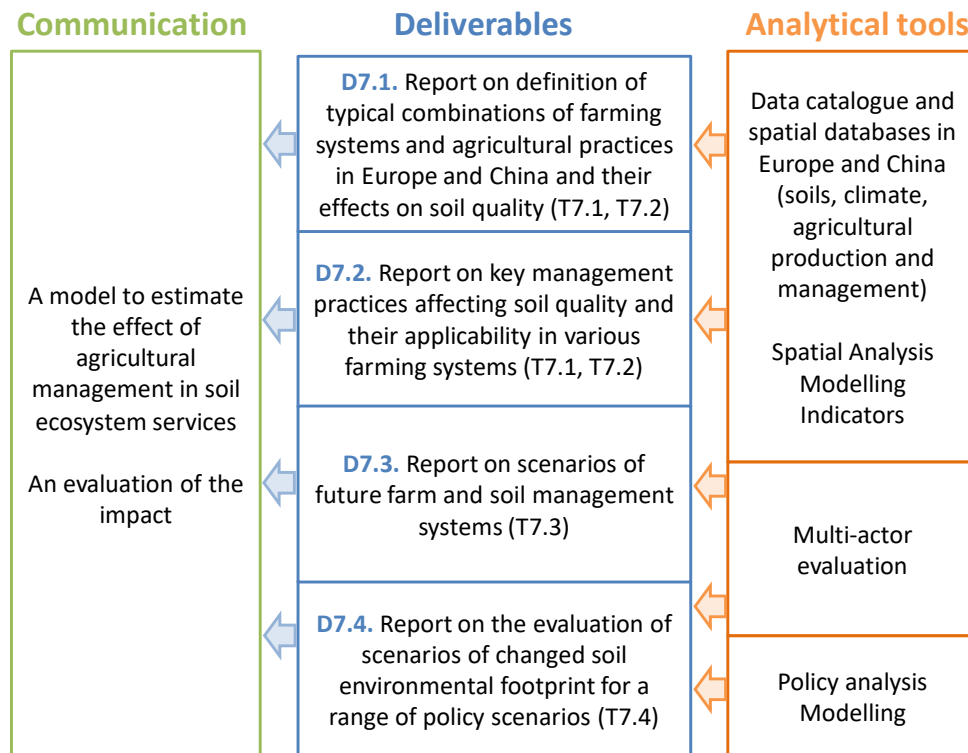 Communication
Deliverables
Analytical tools
A model to estimate
the effect of
agricultural
management in soil
ecosystem services
An evaluation of the
impact
D7.1. Report on definition of
typical combinations of farming
systems and agricultural practices
in Europe and China and their
effects on soil quality (T7.1, T7.2)
D7.2. Report on key management
practices affecting soil quality and
their applicability in various
farming systems (T7.1, T7.2)
D7.3. Report on scenarios of
future farm and soil management
systems (T7.3)
D7.4. Report on the evaluation of
scenarios of changed soil
environmental footprint for a
range of policy scenarios (T7.4)
Data catalogue and
spatial databases in
Europe and China
(soils, climate,
agricultural
production and
management)
Spatial Analysis
Modelling
Indicators
Multi-actor
evaluation
Policy analysis
Modelling